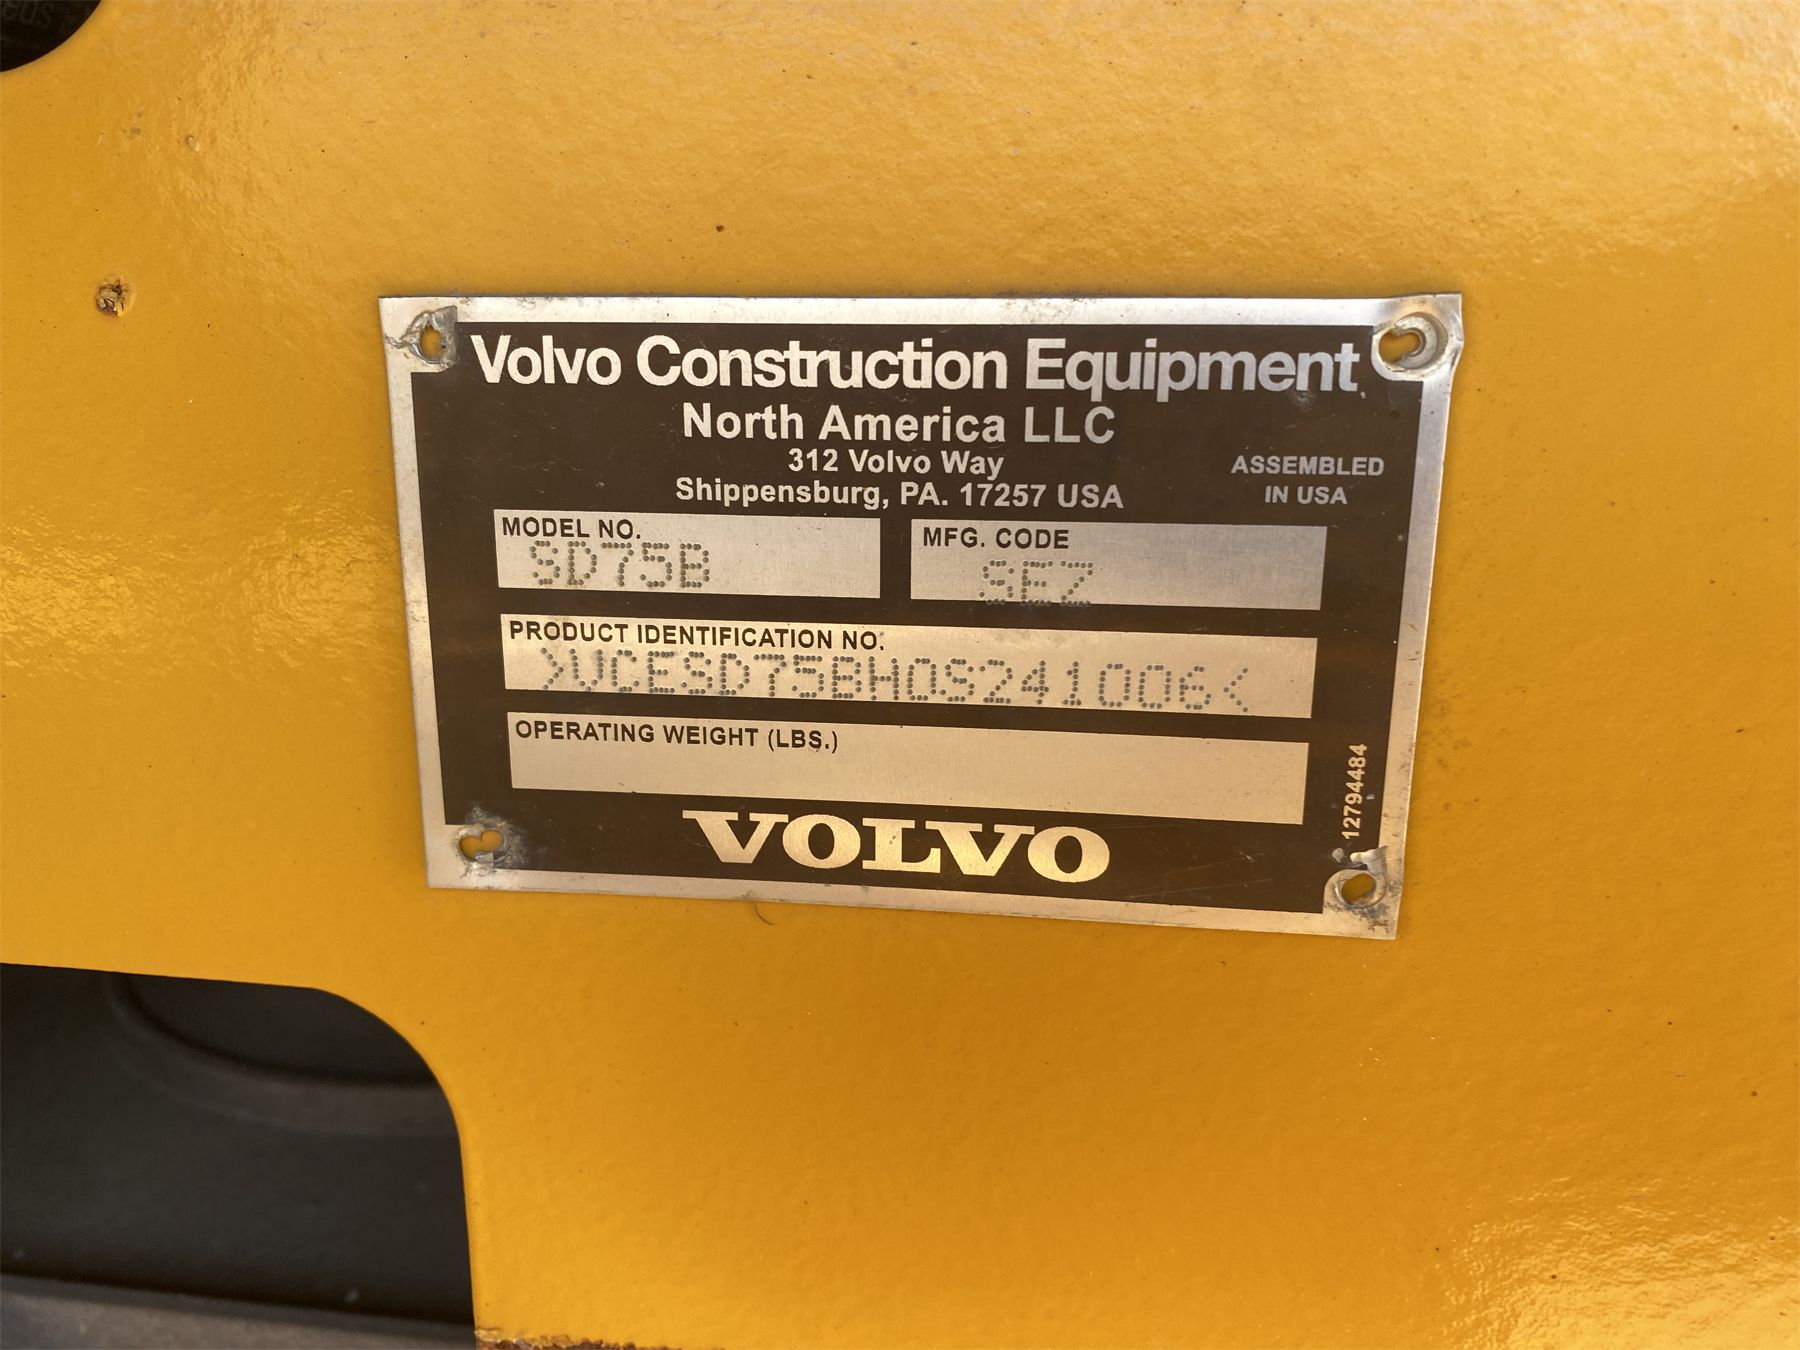 Volvo Construction Equipment
North America LLC
312 Volvo Way
Shippensburg, PA. 17257 USA
ASSEMBLED
IN USA
MODEL NO.
SD75B
MFG. CODE
SEZ
PRODUCT IDENTIFICATION NO.
>VCESD75BH0S241006<
OPERATING WEIGHT (LBS.)
12794484
VOLVO